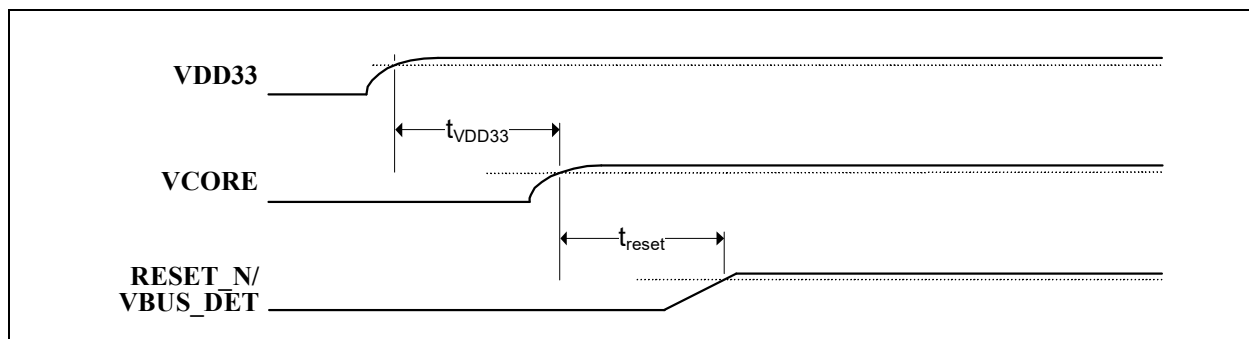 VDD33
tVDD33
VCORE
treset
RESET_N/
VBUS_DET